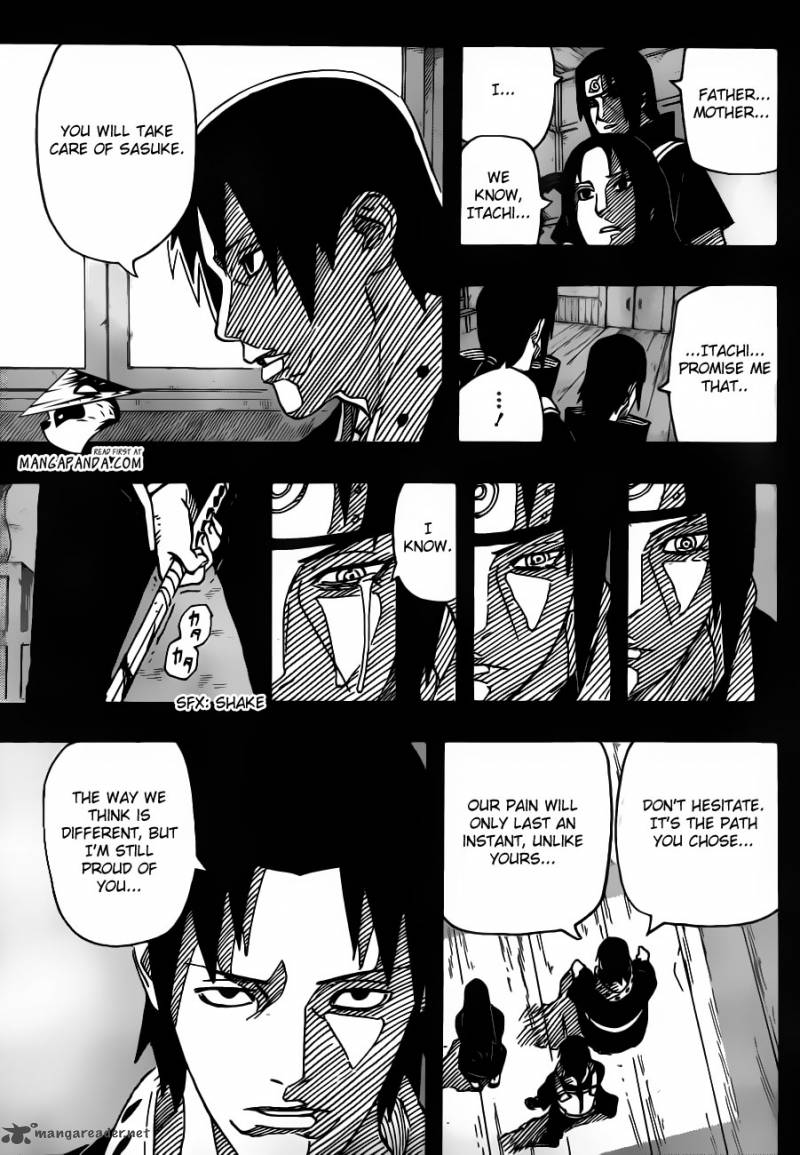 FATHER...
MOTHER...
I...
WE
KNOW,
ITACHI...
...ITACHI...
PROMISE ME
THAT..
...!
YOU WILL TAKE
CARE OF SASUKE.
READ FIRST AT
MANGAPANDA.COM
I
KNOW.
カタ
カタ
SFX: SHAKE
DON'T HESITATE.
IT'S THE PATH
YOU CHOSE...
OUR PAIN WILL
ONLY LAST AN
INSTANT, UNLIKE
YOURS...
THE WAY WE
THINK IS
DIFFERENT, BUT
I'M STILL
PROUD OF
YOU...
mangareader.net